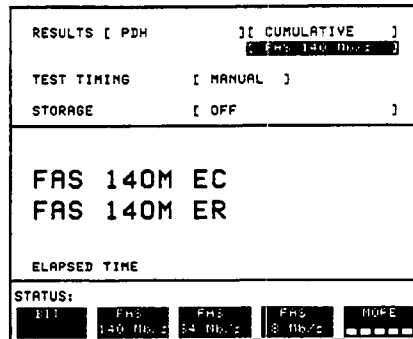 RESULTS [ PDH ][ CUMULATIVE ]
[ FAS 140 Mb/s ]
TEST TIMING [ MANUAL ]
STORAGE [ OFF ]
FAS 140M EC
FAS 140M ER
ELAPSED TIME
STATUS:
BIT FAS 140 Mb/s FAS 34 Mb/s FAS 8 Mb/s MORE